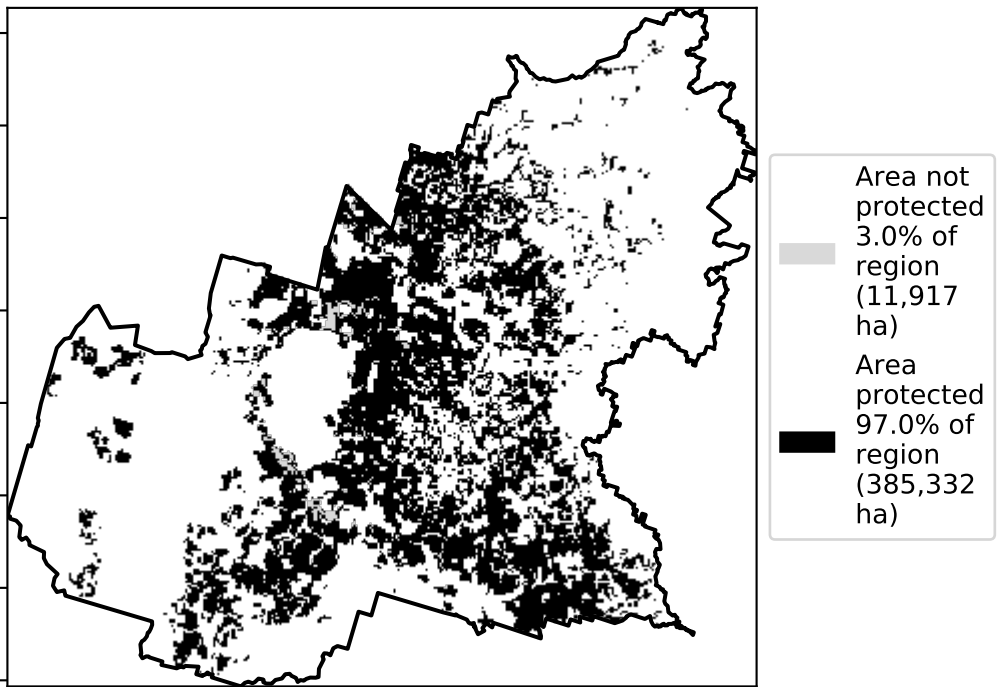 Area not
protected
3.0% of
region
(11,917
ha)
Area
protected
97.0% of
region
(385,332
ha)